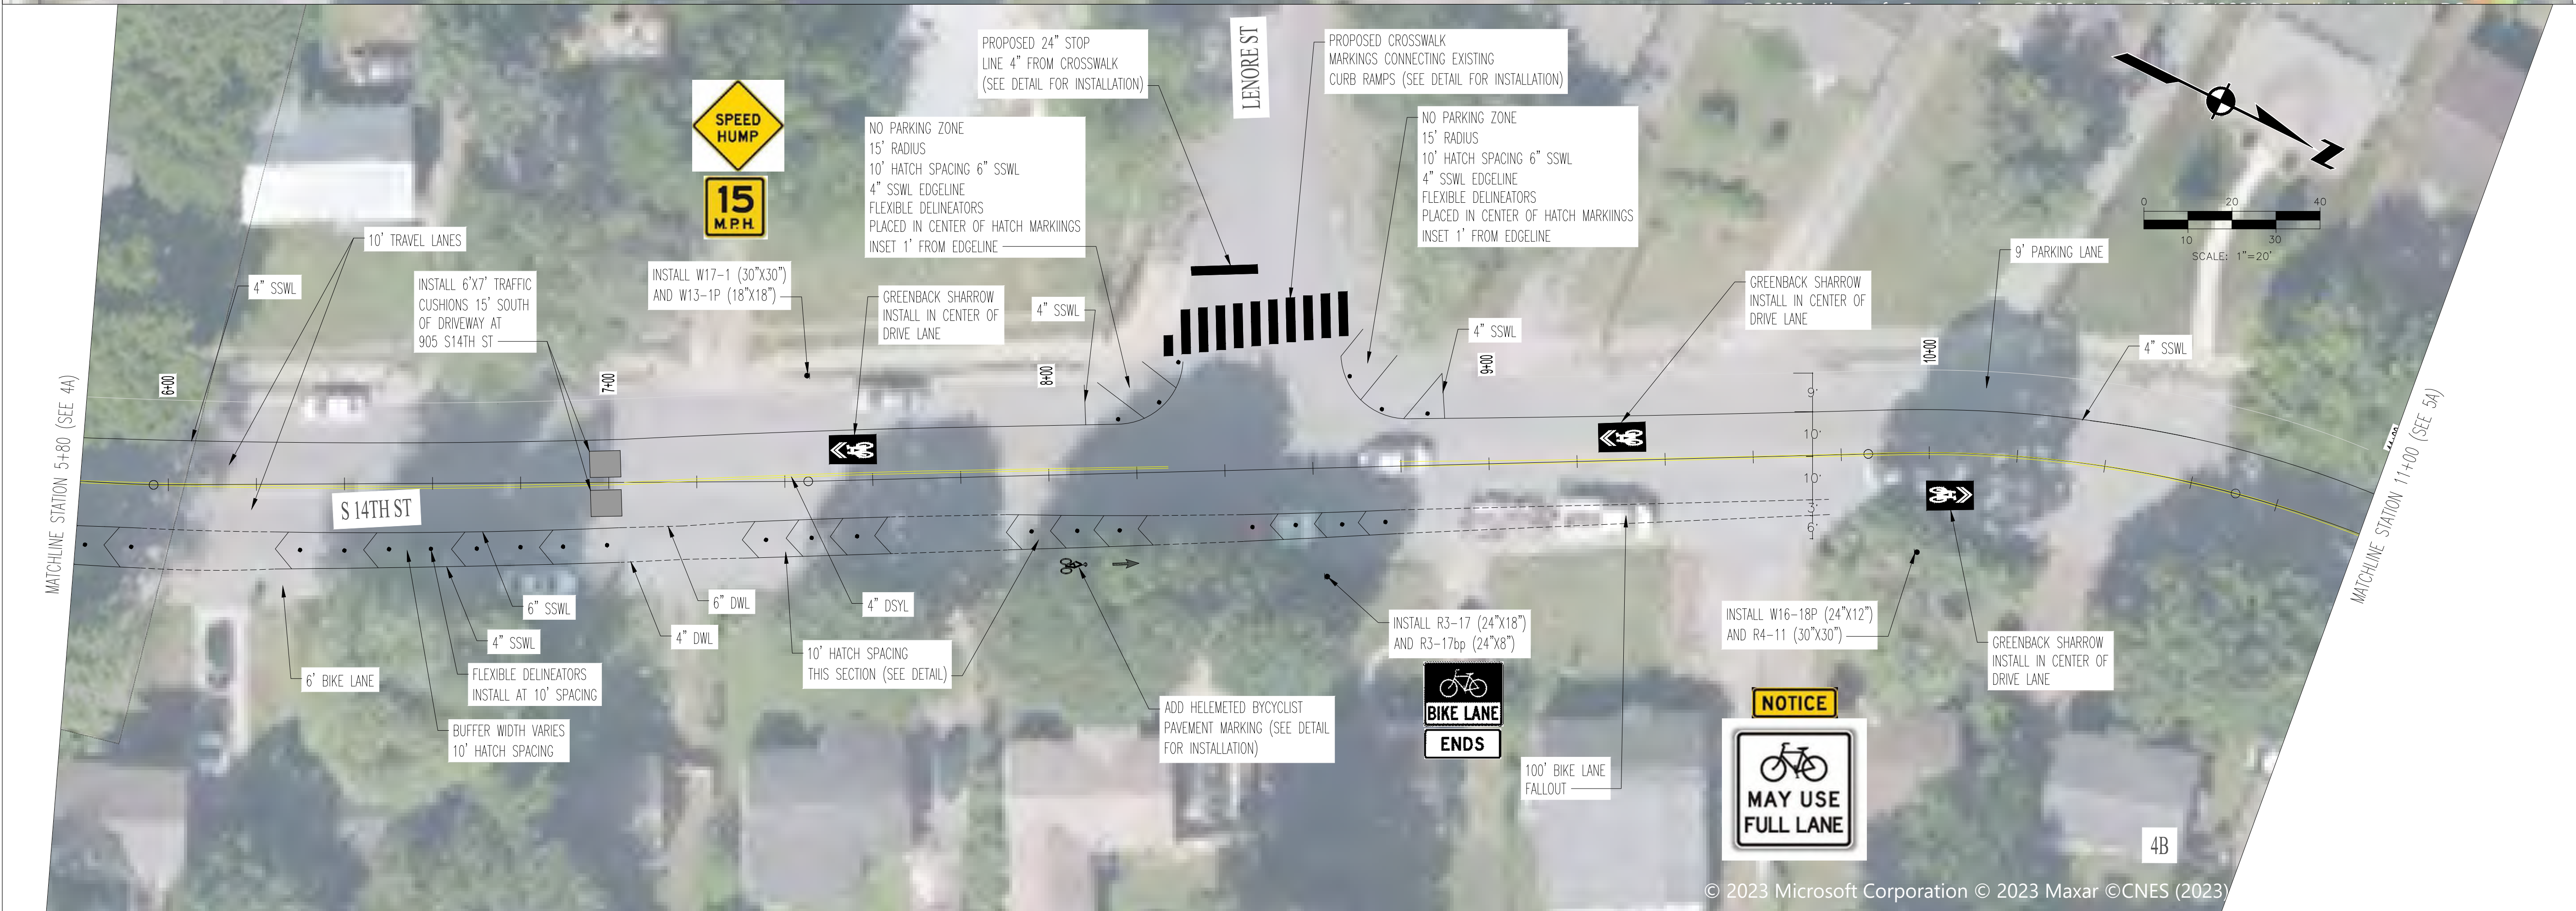 PROPOSED 24" STOP
LINE 4" FROM CROSSWALK
(SEE DETAIL FOR INSTALLATION)
LENORE ST
PROPOSED CROSSWALK
MARKINGS CONNECTING EXISTING
CURB RAMPS (SEE DETAIL FOR INSTALLATION)
SPEED
HUMP
15
M.P.H.
NO PARKING ZONE
15' RADIUS
10' HATCH SPACING 6" SSWL
4" SSWL EDGELINE
FLEXIBLE DELINEATORS
PLACED IN CENTER OF HATCH MARKIINGS
INSET 1' FROM EDGELINE
NO PARKING ZONE
15' RADIUS
10' HATCH SPACING 6" SSWL
4" SSWL EDGELINE
FLEXIBLE DELINEATORS
PLACED IN CENTER OF HATCH MARKIINGS
INSET 1' FROM EDGELINE
Z
0 20 40
10 30
SCALE: 1"=20'
10' TRAVEL LANES
4" SSWL
INSTALL 6'X7' TRAFFIC
CUSHIONS 15' SOUTH
OF DRIVEWAY AT
905 S14TH ST
INSTALL W17-1 (30"X30")
AND W13-1P (18"X18")
GREENBACK SHARROW
INSTALL IN CENTER OF
DRIVE LANE
4" SSWL
4" SSWL
GREENBACK SHARROW
INSTALL IN CENTER OF
DRIVE LANE
9' PARKING LANE
4" SSWL
6+00
7+00
8+00
9+00
10+00
9'
10'
10'
3'
6'
MATCHLINE STATION 5+80 (SEE 4A)
MATCHLINE STATION 11+00 (SEE 5A)
S 14TH ST
6" SSWL
4" SSWL
6" DWL
4" DWL
4" DSYL
6' BIKE LANE
FLEXIBLE DELINEATORS
INSTALL AT 10' SPACING
BUFFER WIDTH VARIES
10' HATCH SPACING
10' HATCH SPACING
THIS SECTION (SEE DETAIL)
ADD HELEMETED BYCYCLIST
PAVEMENT MARKING (SEE DETAIL
FOR INSTALLATION)
INSTALL R3-17 (24"X18")
AND R3-17bp (24"X8")
BIKE LANE
ENDS
100' BIKE LANE
FALLOUT
INSTALL W16-18P (24"X12")
AND R4-11 (30"X30")
NOTICE
MAY USE
FULL LANE
GREENBACK SHARROW
INSTALL IN CENTER OF
DRIVE LANE
4B
© 2023 Microsoft Corporation © 2023 Maxar ©CNES (2023)